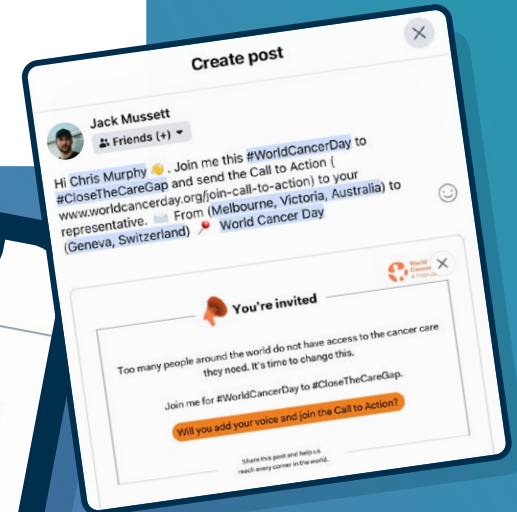 Create post
Jack Mussett
Friends (+)
Hi Chris Murphy 👋 . Join me this #WorldCancerDay to
#CloseTheCareGap and send the Call to Action (
www.worldcancerday.org/join-call-to-action) to your
representative. ✉️ From (Melbourne, Victoria, Australia) to
(Geneva, Switzerland) 📍 World Cancer Day
World
Cancer
4 February
You're invited
Too many people around the world do not have access to the cancer care
they need. It's time to change this.
Join me for #WorldCancerDay to #CloseTheCareGap.
Will you add your voice and join the Call to Action?
Share this post and help us
reach every corner in the world.